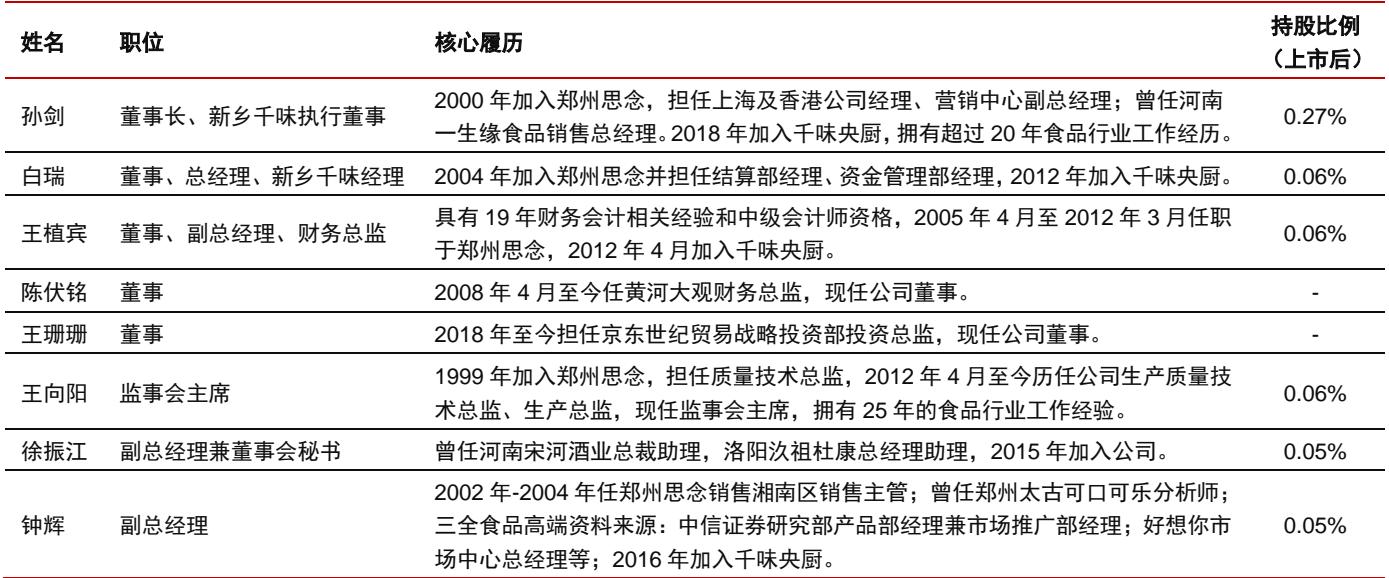 姓名 职位 核心履历 持股比例
（上市后）
孙剑 董事长、新乡千味执行董事 2000 年加入郑州思念，担任上海及香港公司经理、营销中心副总经理；曾任河南
一生缘食品销售总经理。2018 年加入千味央厨，拥有超过 20 年食品行业工作经历。 0.27%
白瑞 董事、总经理、新乡千味经理 2004 年加入郑州思念并担任结算部经理、资金管理部经理，2012 年加入千味央厨。 0.06%
王植宾 董事、副总经理、财务总监 具有 19 年财务会计相关经验和中级会计师资格，2005 年 4 月至 2012 年 3 月任职
于郑州思念，2012 年 4 月加入千味央厨。 0.06%
陈伏铭 董事 2008 年 4 月至今任黄河大观财务总监，现任公司董事。 -
王珊珊 董事 2018 年至今担任京东世纪贸易战略投资部投资总监，现任公司董事。 -
王向阳 监事会主席 1999 年加入郑州思念，担任质量技术总监，2012 年 4 月至今历任公司生产质量技
术总监、生产总监，现任监事会主席，拥有 25 年的食品行业工作经验。 0.06%
徐振江 副总经理兼董事会秘书 曾任河南宋河酒业总裁助理，洛阳汝祖杜康总经理助理，2015 年加入公司。 0.05%
钟辉 副总经理 2002 年-2004 年任郑州思念销售湘南区销售主管；曾任郑州太古可口可乐分析师；
三全食品高端资料来源：中信证券研究部产品部经理兼市场推广部经理；好想你市
场中心总经理等；2016 年加入千味央厨。 0.05%